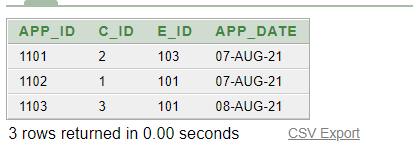 APP_ID C_ID E_ID APP_DATE
1101 2 103 07-AUG-21
1102 1 101 07-AUG-21
1103 3 101 08-AUG-21
3 rows returned in 0.00 seconds CSV Export